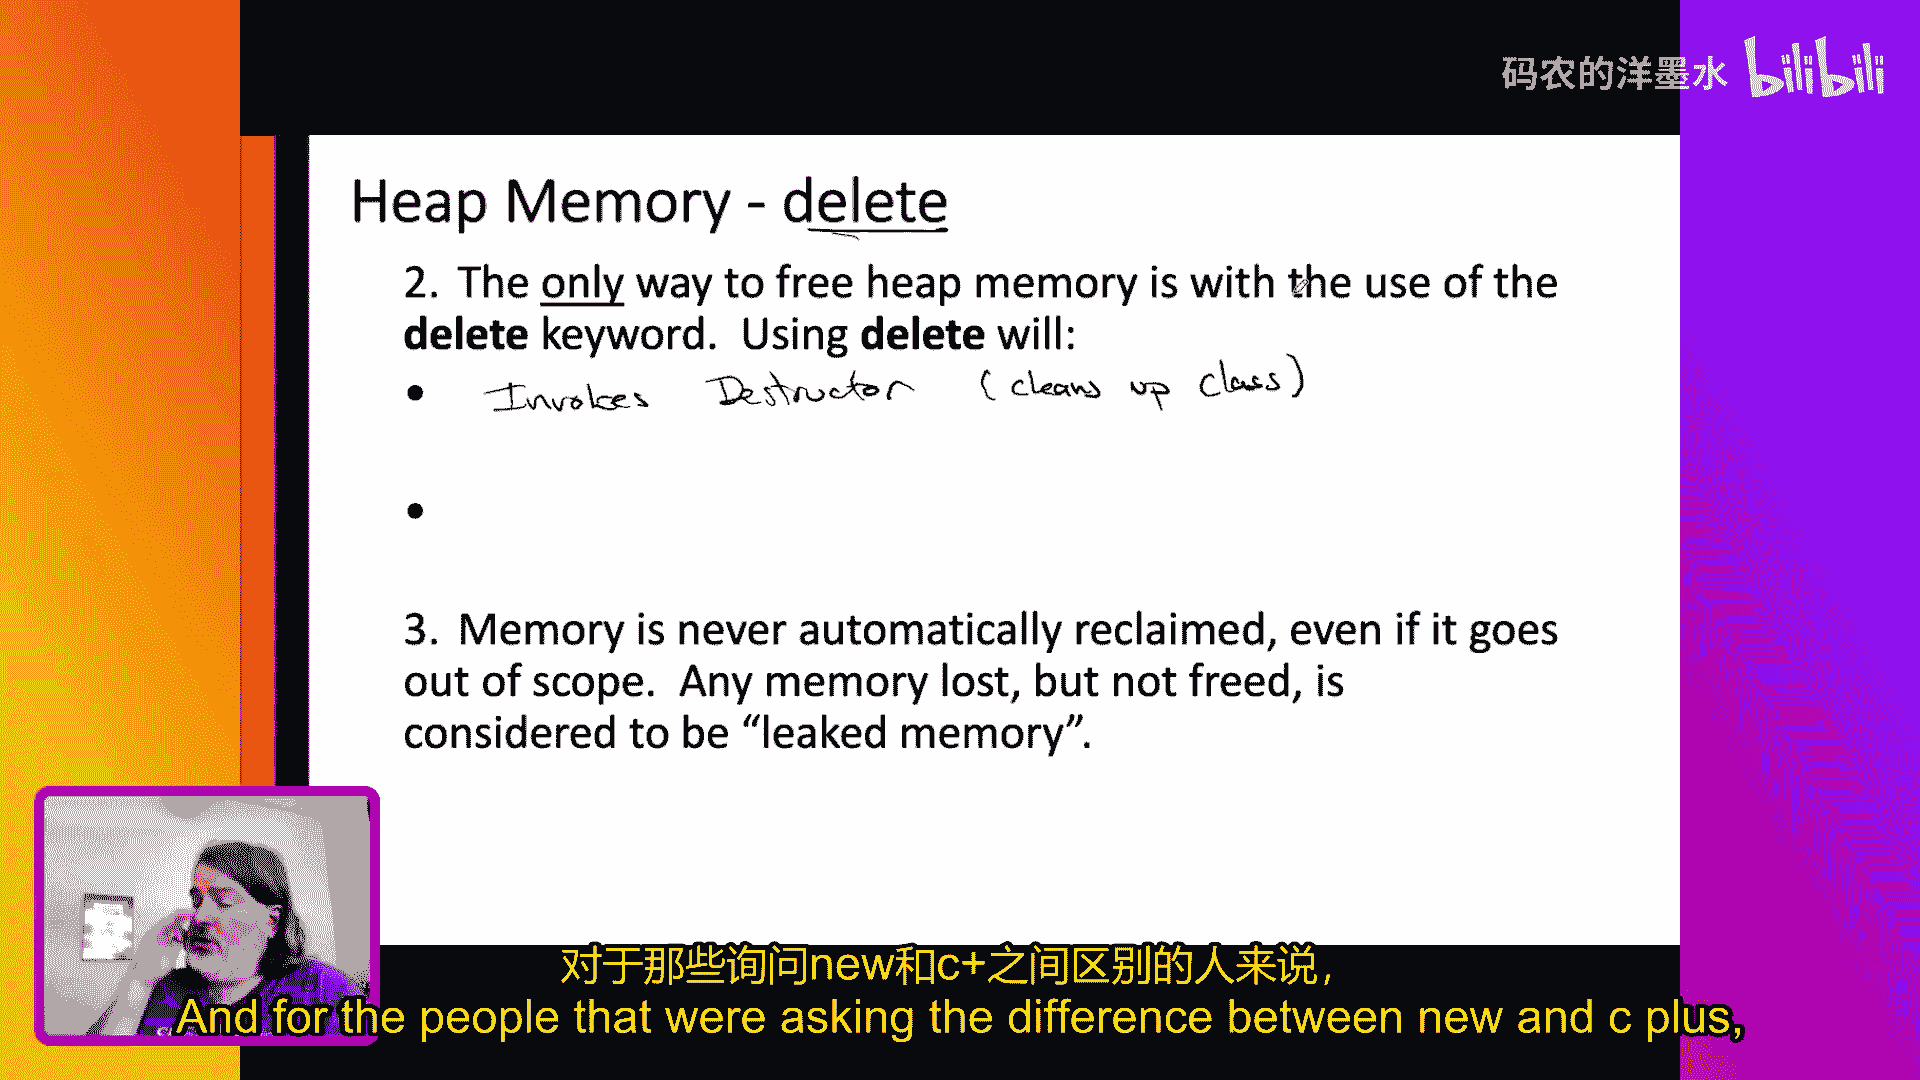 码农的洋墨水 bilibili
Heap Memory - delete
2. The only way to free heap memory is with the use of the
delete keyword. Using delete will:
• Invokes Destructor (cleans up class)
•
3. Memory is never automatically reclaimed, even if it goes
out of scope. Any memory lost, but not freed, is
considered to be “leaked memory”.
对于那些询问new和c+之间区别的人来说，
And for the people that were asking the difference between new and c plus,